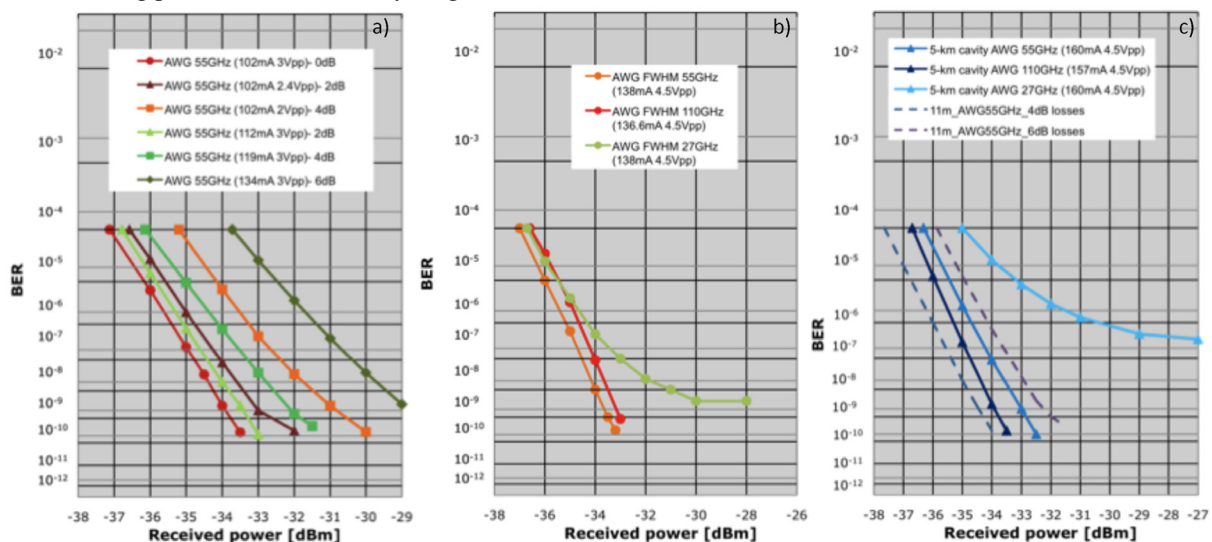 a)
AWG 55GHz (102mA 3Vpp)- 0dB
AWG 55GHz (102mA 2.4Vpp)- 2dB
AWG 55GHz (102mA 2Vpp)- 4dB
AWG 55GHz (112mA 3Vpp)- 2dB
AWG 55GHz (119mA 3Vpp)- 4dB
AWG 55GHz (134mA 3Vpp)- 6dB
BER
10-2
10-3
10-4
10-5
10-6
10-7
10-8
10-9
10-10
10-11
10-12
-38 -37 -36 -35 -34 -33 -32 -31 -30 -29
Received power [dBm]
b)
AWG FWHM 55GHz
(138mA 4.5Vpp)
AWG FWHM 110GHz
(136.6mA 4.5Vpp)
AWG FWHM 27GHz
(138mA 4.5Vpp)
BER
10-2
10-3
10-4
10-5
10-6
10-7
10-8
10-9
10-10
10-11
10-12
-38 -36 -34 -32 -30 -28 -26
Received power [dBm]
c)
5-km cavity AWG 55GHz (160mA 4.5Vpp)
5-km cavity AWG 110GHz (157mA 4.5Vpp)
5-km cavity AWG 27GHz (160mA 4.5Vpp)
11m_AWG55GHz_4dB losses
11m_AWG55GHz_6dB losses
BER
10-2
10-3
10-4
10-5
10-6
10-7
10-8
10-9
10-10
10-11
10-12
-38 -37 -36 -35 -34 -33 -32 -31 -30 -29 -28 -27
Received power [dBm]